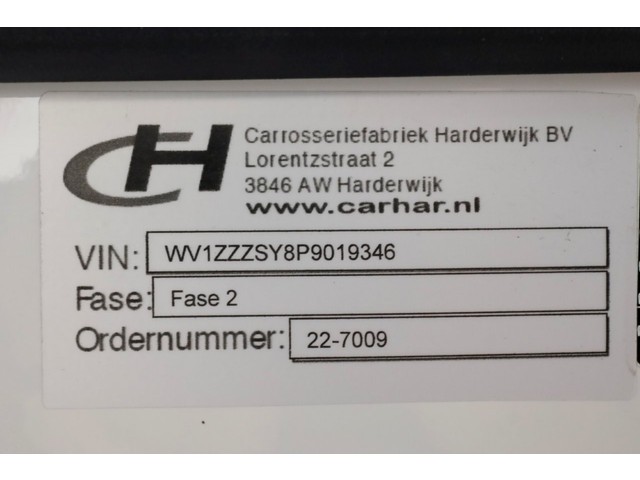 CH
Carrosseriefabriek Harderwijk BV
Lorentzstraat 2
3846 AW Harderwijk
www.carhar.nl
VIN: WV1ZZZSY8P9019346
Fase: Fase 2
Ordernummer: 22-7009